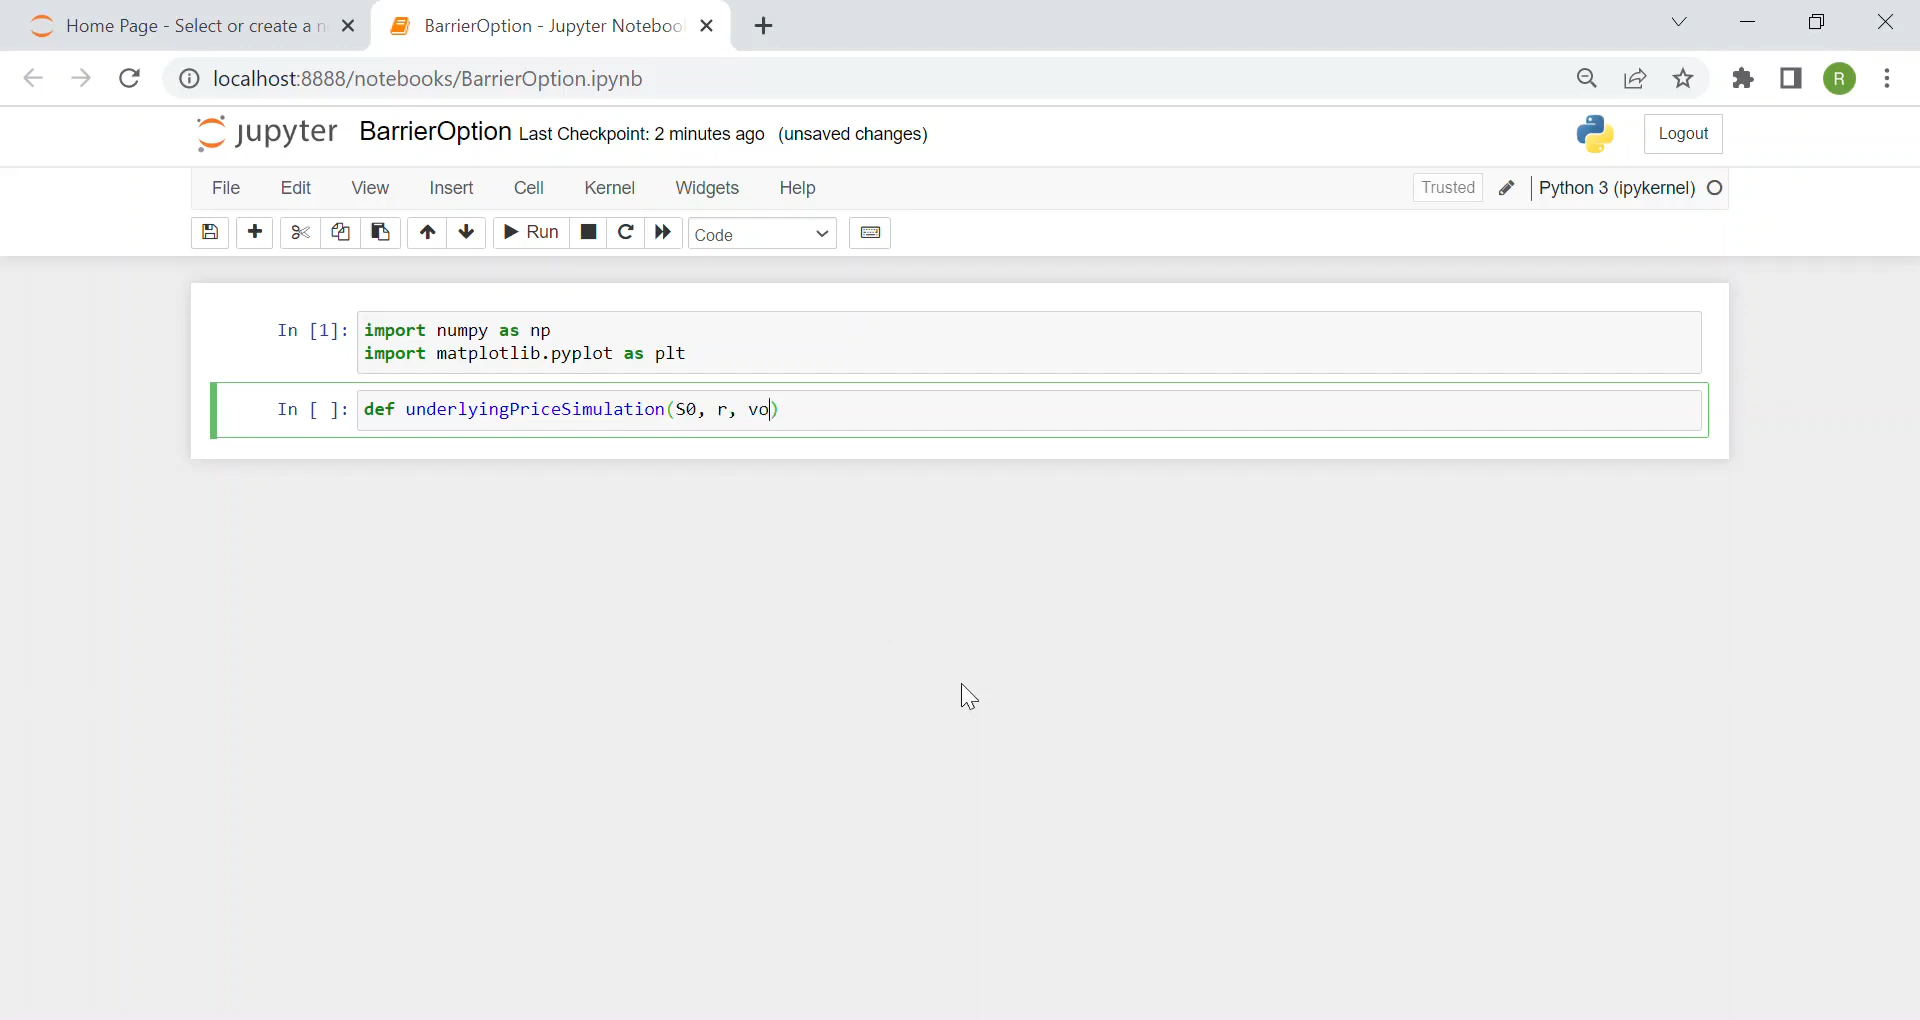 Home Page - Select or create a n
BarrierOption - Jupyter Noteboo
localhost:8888/notebooks/BarrierOption.ipynb
R
jupyter BarrierOption Last Checkpoint: 2 minutes ago (unsaved changes)
Logout
File Edit View Insert Cell Kernel Widgets Help
Trusted Python 3 (ipykernel)
Run Code
In [1]: import numpy as np
import matplotlib.pyplot as plt
In [ ]: def underlyingPriceSimulation(S0, r, vo)